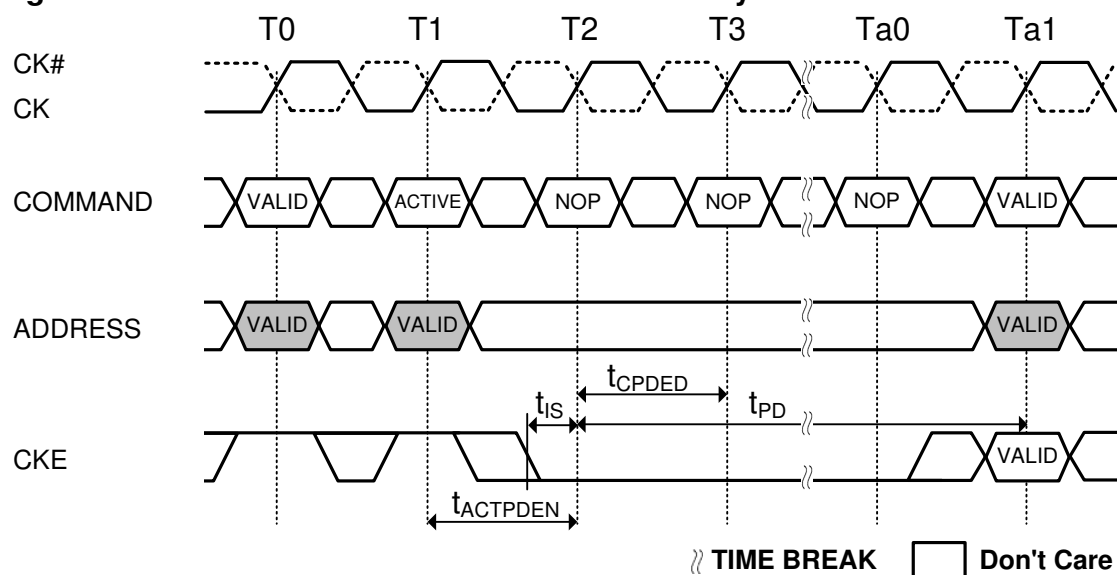 T0 T1 T2 T3 Ta0 Ta1
CK#
CK
COMMAND VALID ACTIVE NOP NOP NOP VALID
ADDRESS VALID VALID VALID
tCPDED
tIS tPD
CKE VALID
tACTPDEN
TIME BREAK Don't Care